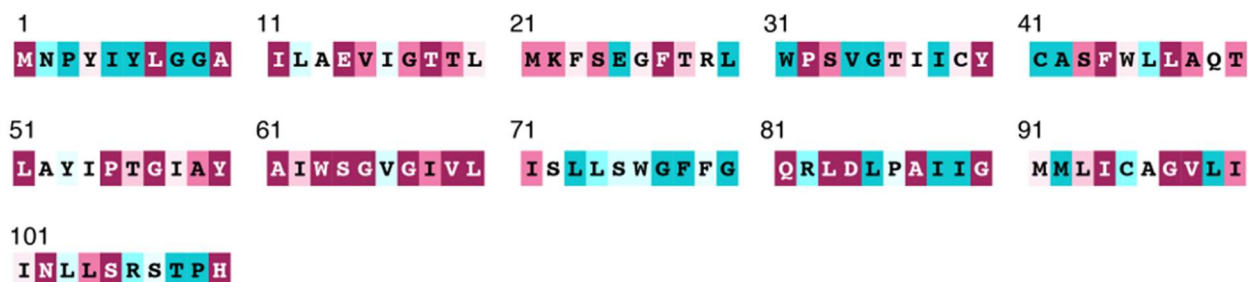 1 11 21 31 41
MNPYIYLGGA ILAEVIGTTL MKFSEGFTRL WPSVGTIICY CASFWLLAQT
51 61 71 81 91
LAYIPTGIAY AIWSGVGIVL ISLLSWGFFG QRLDLPAIIG MMLICAGVLI
101
INLLSRSTPH